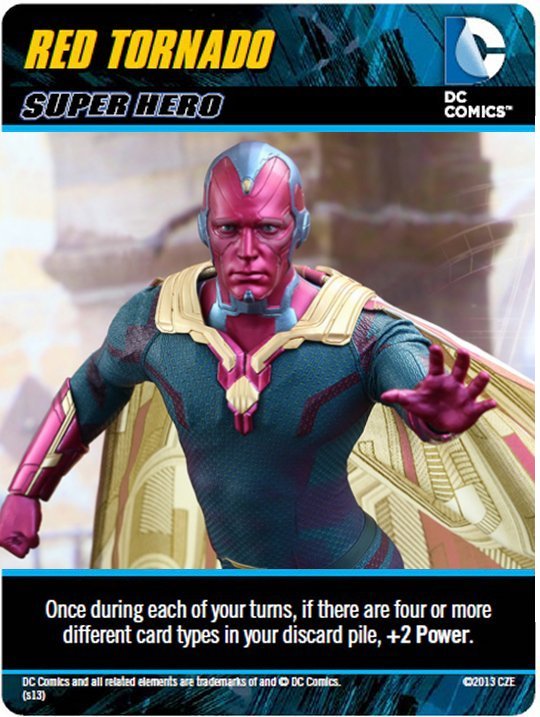 RED TORNADO
SUPER HERO
DC
COMICS™
Once during each of your turns, if there are four or more
different card types in your discard pile, +2 Power.
DC Comics and all related elements are trademarks of and © DC Comics.
(s13)
©2013 CZE